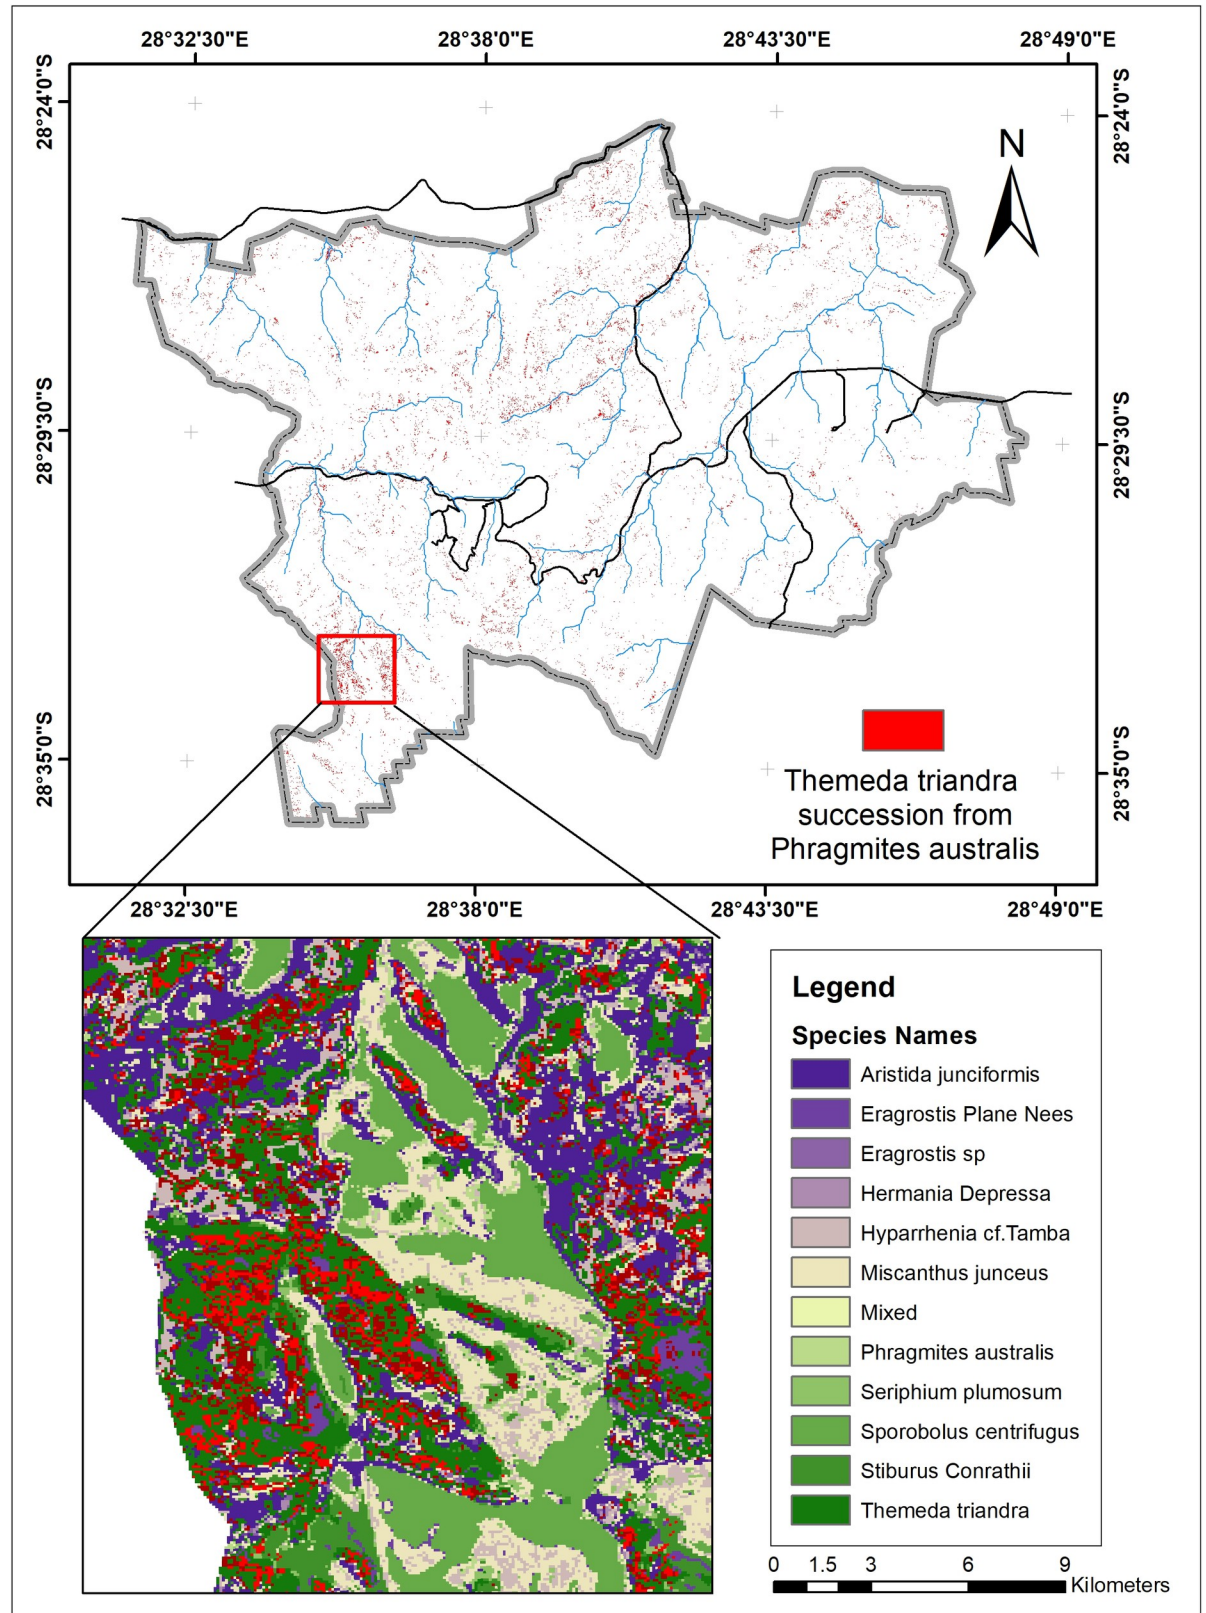 28°32'30"E 28°38'0"E 28°43'30"E 28°49'0"E
28°24'0"S
28°24'0"S
N
28°29'30"S
28°29'30"S
28°35'0"S
28°35'0"S
Themeda triandra
succession from
Phragmites australis
28°32'30"E 28°38'0"E 28°43'30"E 28°49'0"E
Legend
Species Names
Aristida junciformis
Eragrostis Plane Nees
Eragrostis sp
Hermania Depressa
Hyparrhenia cf.Tamba
Miscanthus junceus
Mixed
Phragmites australis
Seriphium plumosum
Sporobolus centrifugus
Stiburus Conrathii
Themeda triandra
0 1.5 3 6 9
Kilometers